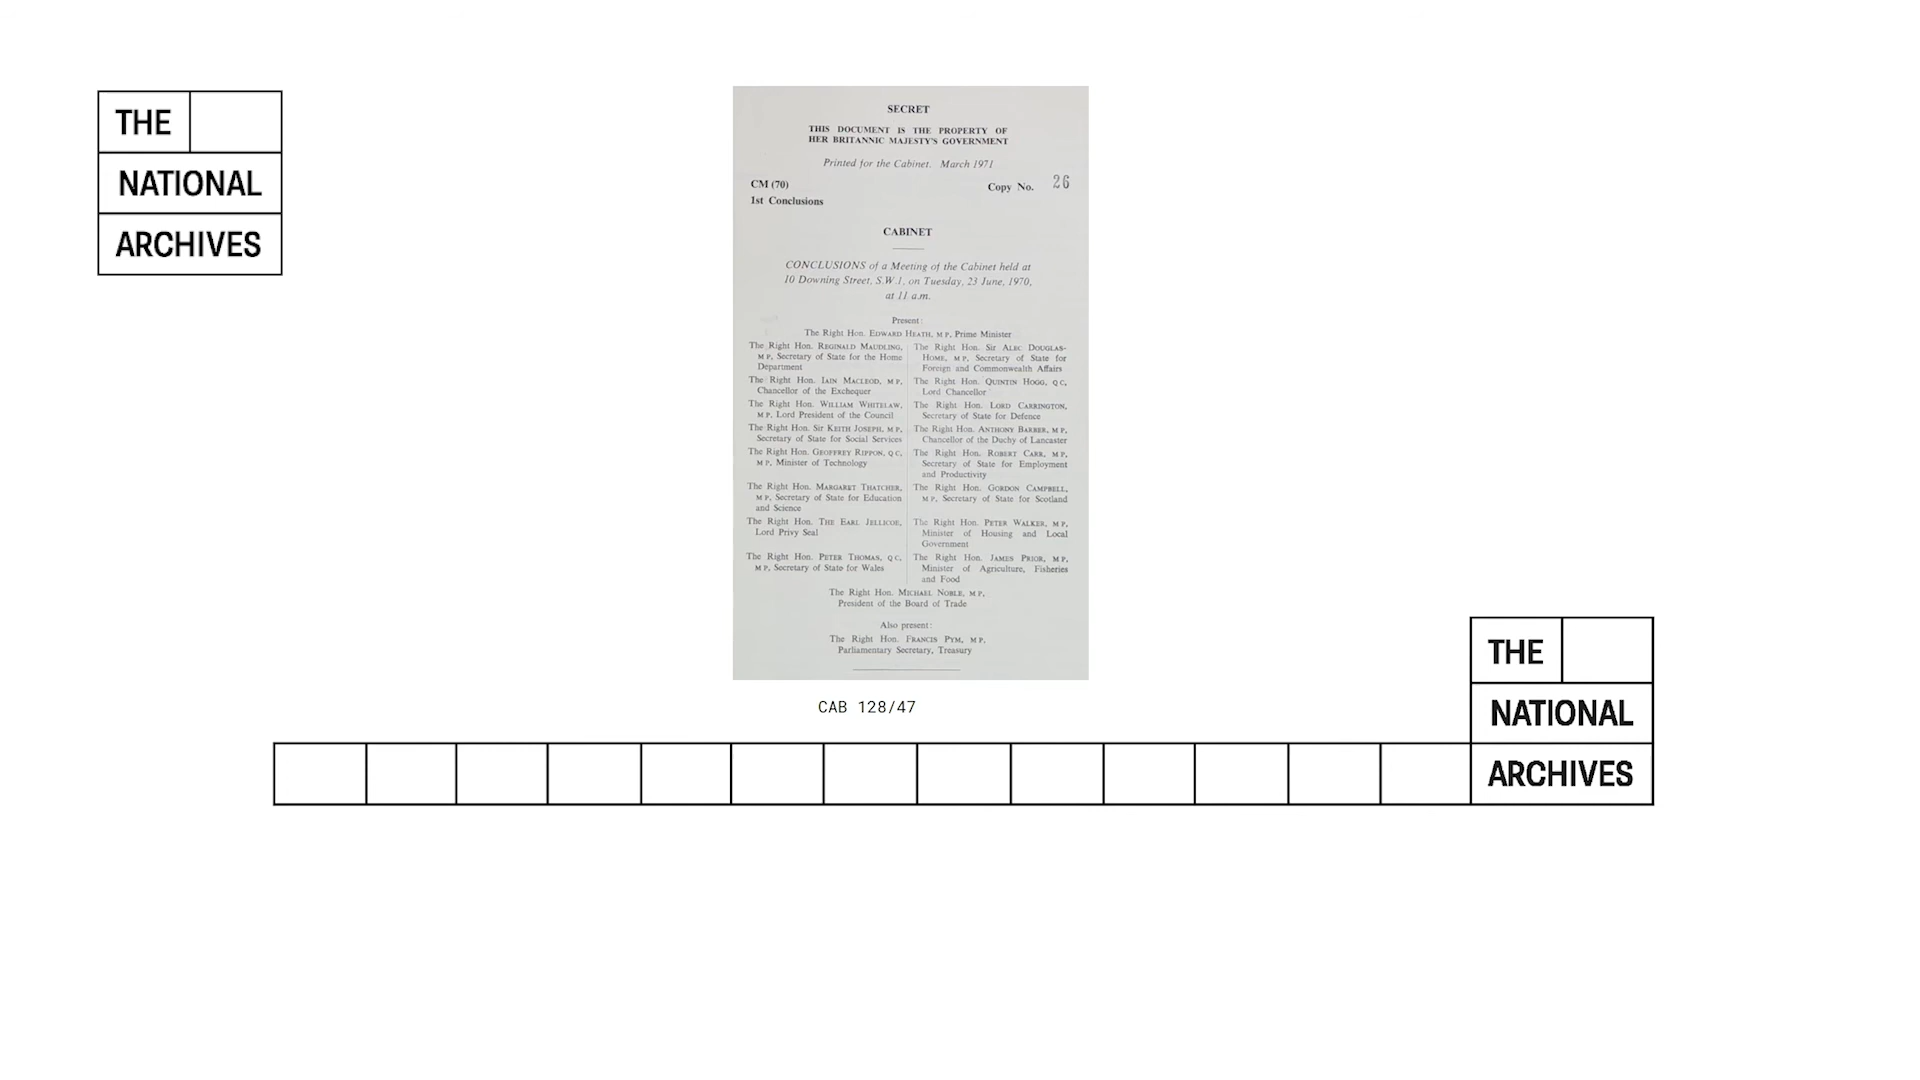 THE
NATIONAL
ARCHIVES
SECRET
THIS DOCUMENT IS THE PROPERTY OF
HER BRITANNIC MAJESTY'S GOVERNMENT
Printed for the Cabinet. March 1971
CM (70)
Copy No. 26
1st Conclusions
CABINET
CONCLUSIONS of a Meeting of the Cabinet held at
10 Downing Street, S.W.1, on Tuesday, 23 June, 1970,
at 11 a.m.
Present:
The Right Hon. EDWARD HEATH, M P, Prime Minister
The Right Hon. REGINALD MAUDLING,
M P, Secretary of State for the Home
Department
The Right Hon. Sir ALEC DOUGLAS-
HOME, M P, Secretary of State for
Foreign and Commonwealth Affairs
The Right Hon. IAIN MACLEOD, M P,
Chancellor of the Exchequer
The Right Hon. QUINTIN HOGG, Q C,
Lord Chancellor
The Right Hon. WILLIAM WHITELAW,
M P, Lord President of the Council
The Right Hon. LORD CARRINGTON,
Secretary of State for Defence
The Right Hon. Sir KEITH JOSEPH, M P,
Secretary of State for Social Services
The Right Hon. ANTHONY BARBER, M P,
Chancellor of the Duchy of Lancaster
The Right Hon. GEOFFREY RIPPON, Q C,
M P, Minister of Technology
The Right Hon. ROBERT CARR, M P,
Secretary of State for Employment
and Productivity
The Right Hon. MARGARET THATCHER,
M P, Secretary of State for Education
and Science
The Right Hon. GORDON CAMPBELL,
M P, Secretary of State for Scotland
The Right Hon. THE EARL JELLICOE,
Lord Privy Seal
The Right Hon. PETER WALKER, M P,
Minister of Housing and Local
Government
The Right Hon. PETER THOMAS, Q C,
M P, Secretary of State for Wales
The Right Hon. JAMES PRIOR, M P,
Minister of Agriculture, Fisheries
and Food
The Right Hon. MICHAEL NOBLE, M P,
President of the Board of Trade
Also present:
The Right Hon. FRANCIS PYM, M P,
Parliamentary Secretary, Treasury
CAB 128/47
THE
NATIONAL
ARCHIVES